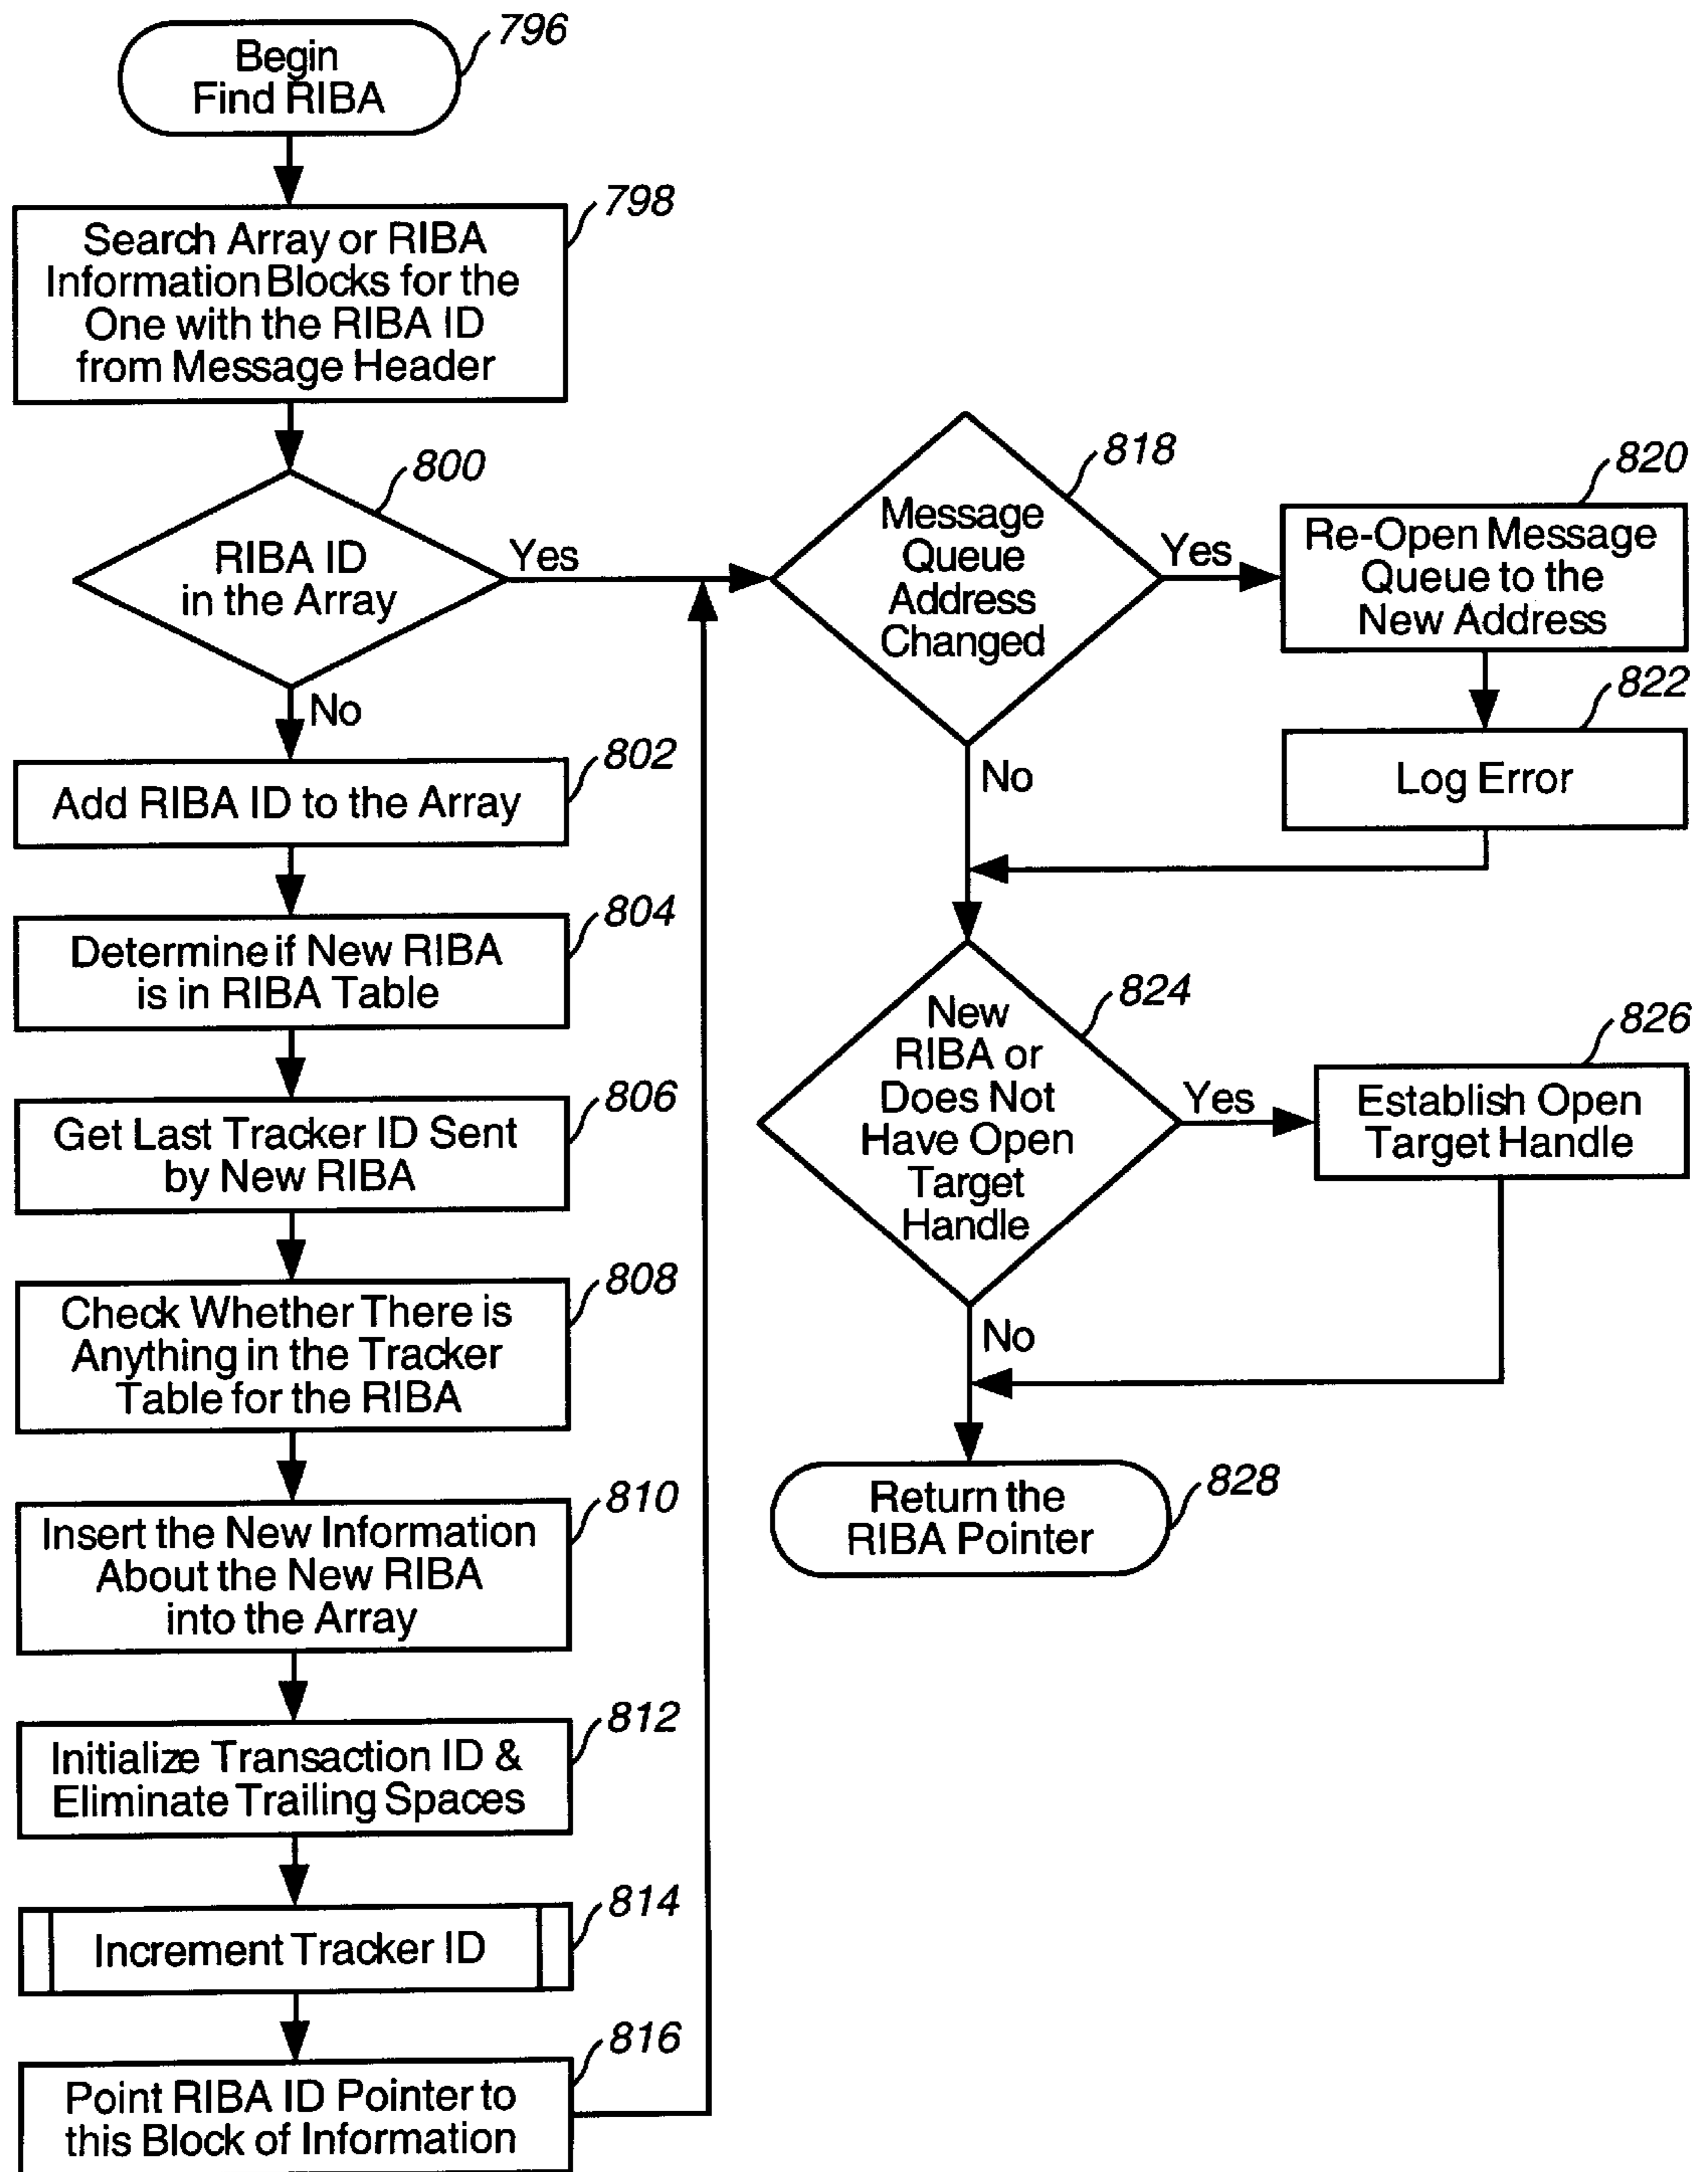 796
Begin
Find RIBA
798
Search Array or RIBA
Information Blocks for the
One with the RIBA ID
from Message Header
800
RIBA ID
in the Array
Yes
No
802
Add RIBA ID to the Array
804
Determine if New RIBA
is in RIBA Table
806
Get Last Tracker ID Sent
by New RIBA
808
Check Whether There is
Anything in the Tracker
Table for the RIBA
810
Insert the New Information
About the New RIBA
into the Array
812
Initialize Transaction ID &
Eliminate Trailing Spaces
814
Increment Tracker ID
816
Point RIBA ID Pointer to
this Block of Information
818
Message
Queue
Address
Changed
Yes
No
820
Re-Open Message
Queue to the
New Address
822
Log Error
824
New
RIBA or
Does Not
Have Open
Target
Handle
Yes
No
826
Establish Open
Target Handle
828
Return the
RIBA Pointer